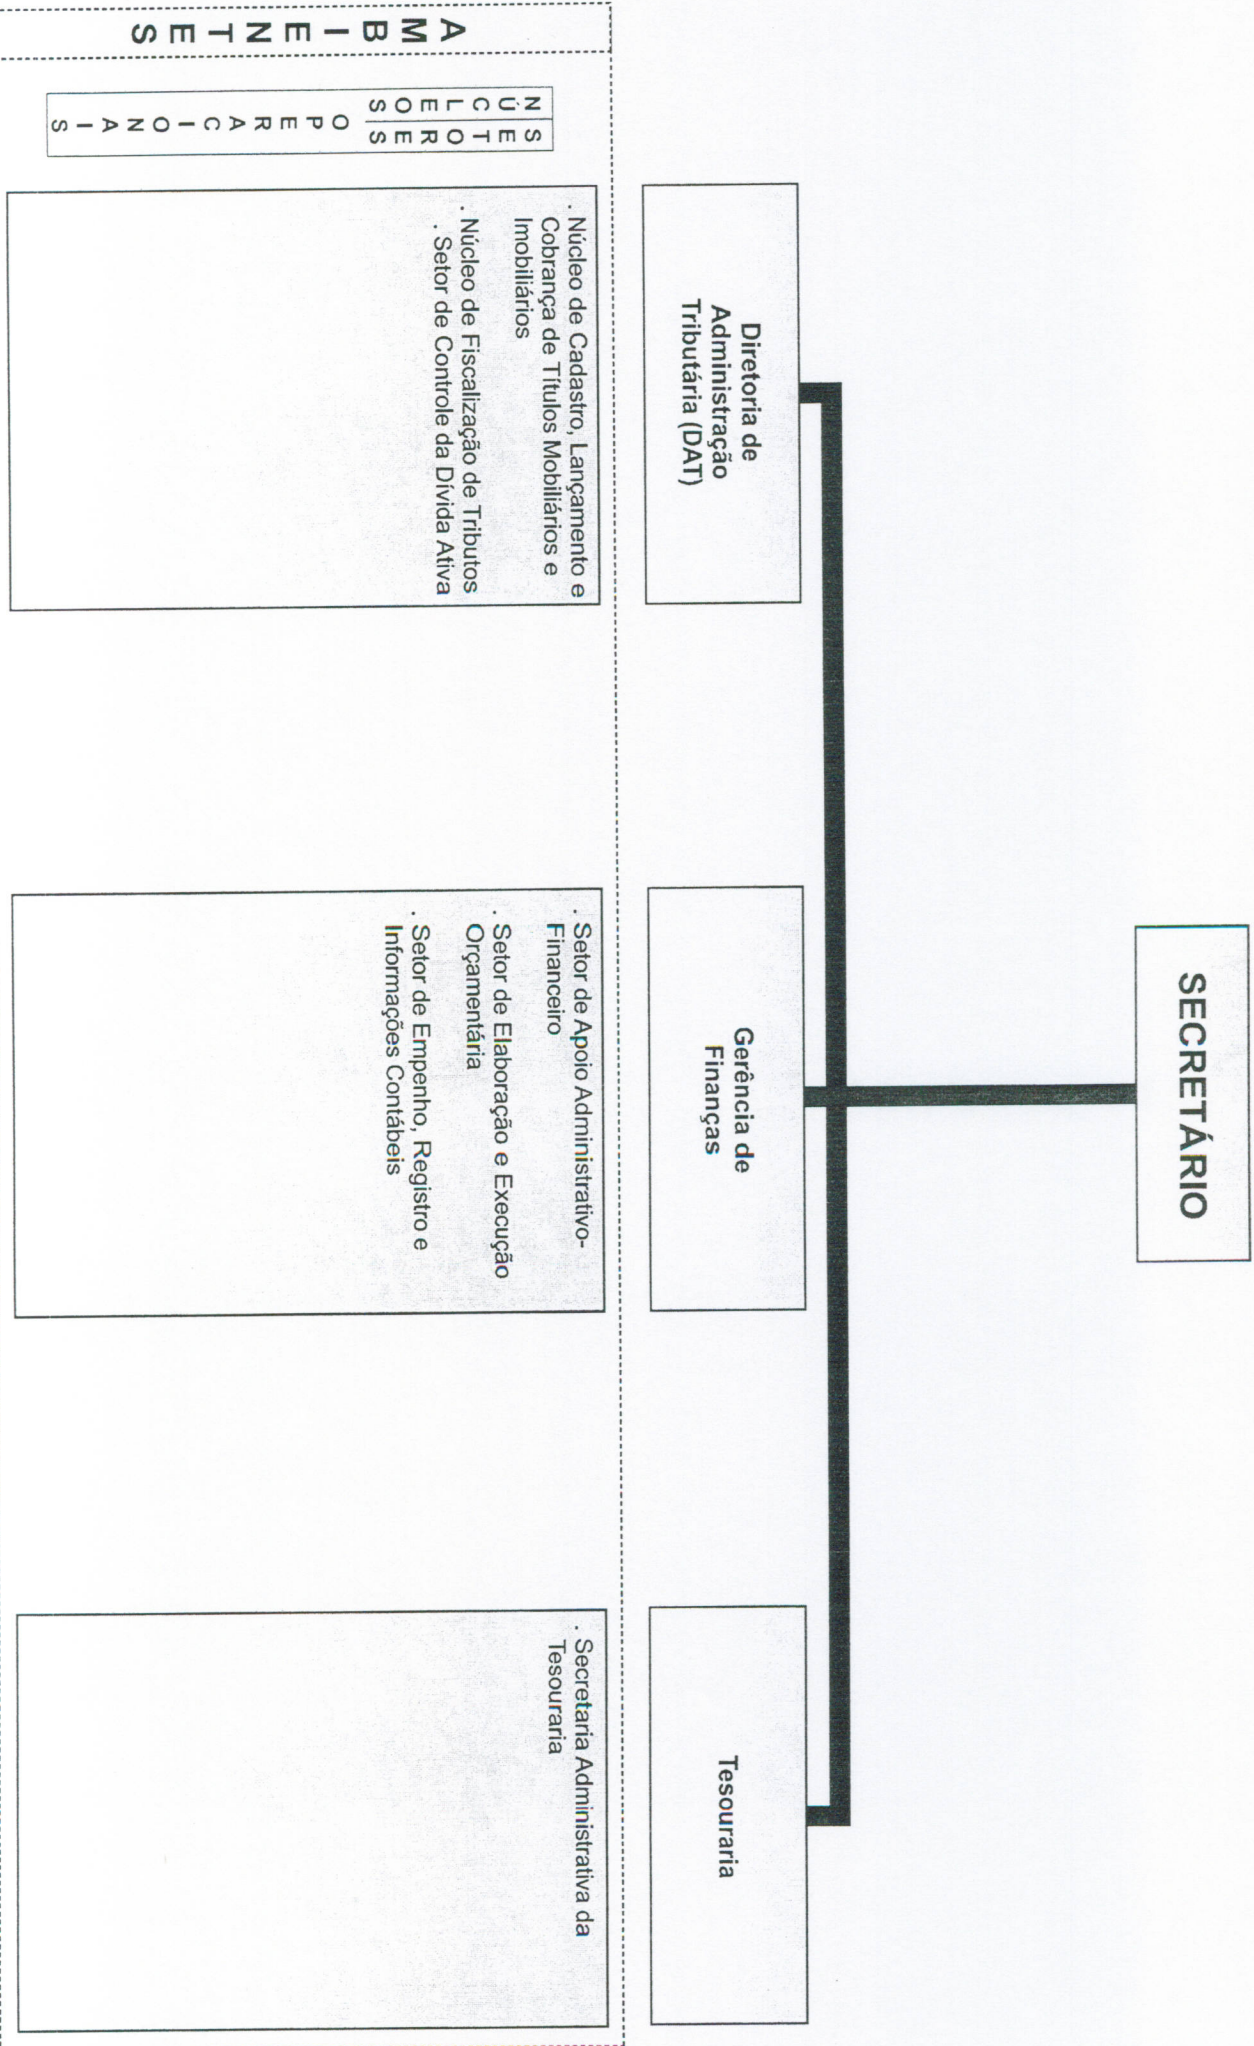 SECRETÁRIO
Diretoria de
Administração
Tributária (DAT)
Gerência de
Finanças
Tesouraria
AMBIENTES
NÚCLEOS
SETORES
OPERACIONAIS
. Núcleo de Cadastro, Lançamento e
Cobrança de Títulos Mobiliários e
Imobiliários
. Núcleo de Fiscalização de Tributos
. Setor de Controle da Dívida Ativa
. Setor de Apoio Administrativo-
Financeiro
. Setor de Elaboração e Execução
Orçamentária
. Setor de Empenho, Registro e
Informações Contábeis
. Secretaria Administrativa da
Tesouraria